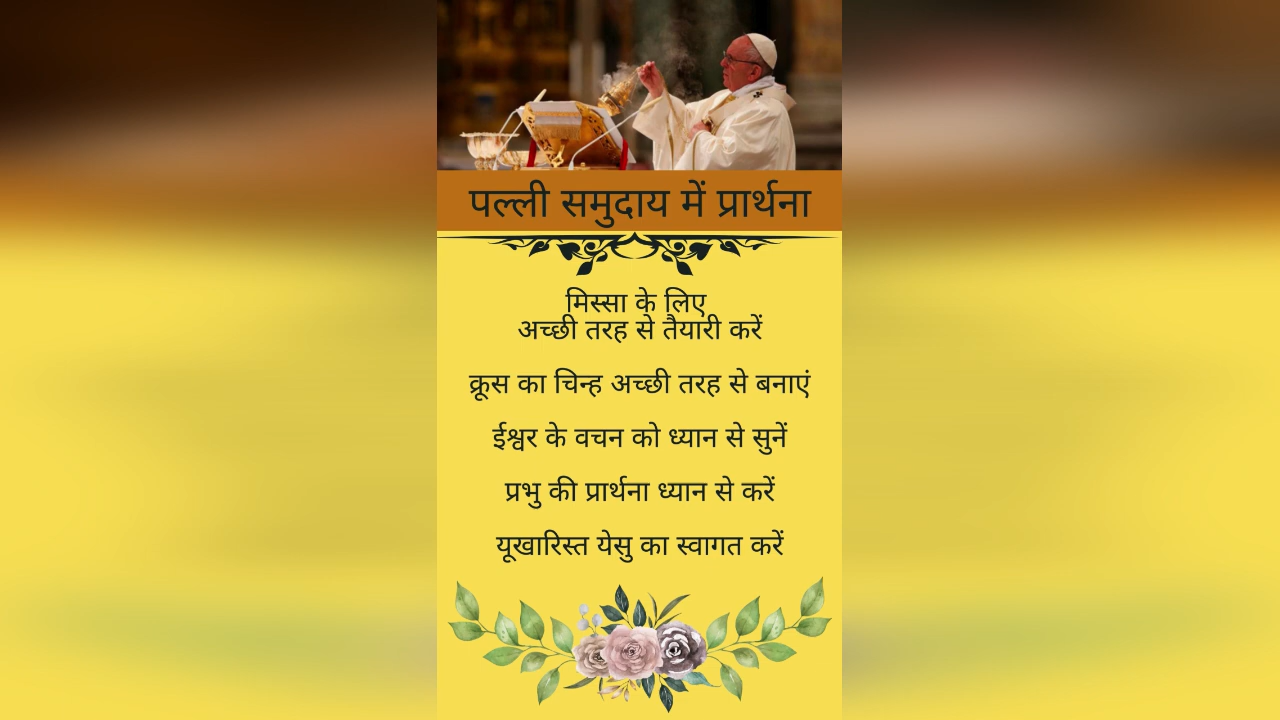 पल्ली समुदाय में प्रार्थना
मिस्सा के लिए
अच्छी तरह से तैयारी करें
क्रूस का चिन्ह अच्छी तरह से बनाएं
ईश्वर के वचन को ध्यान से सुनें
प्रभु की प्रार्थना ध्यान से करें
यूखारिस्त येसु का स्वागत करें